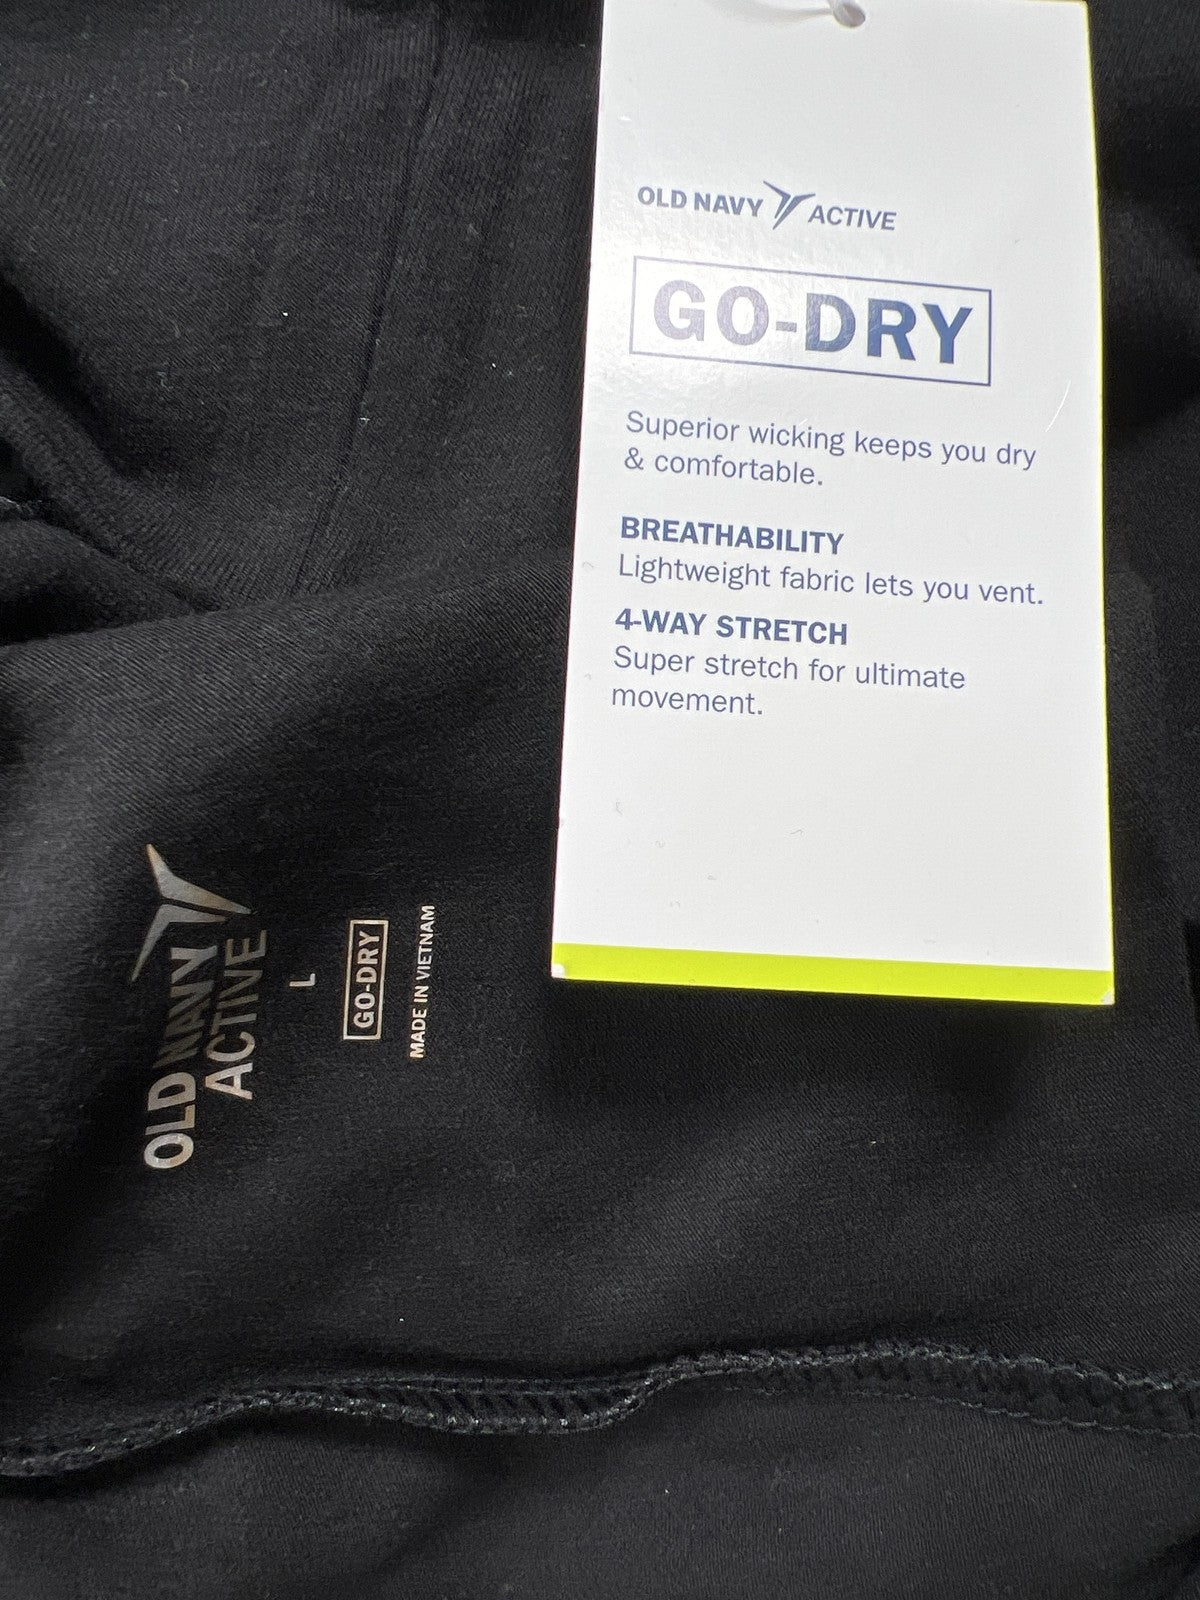 OLD NAVY ACTIVE
GO-DRY
Superior wicking keeps you dry
& comfortable.
BREATHABILITY
Lightweight fabric lets you vent.
4-WAY STRETCH
Super stretch for ultimate
movement.
OLD NAVY
ACTIVE
L
GO-DRY
MADE IN VIETNAM